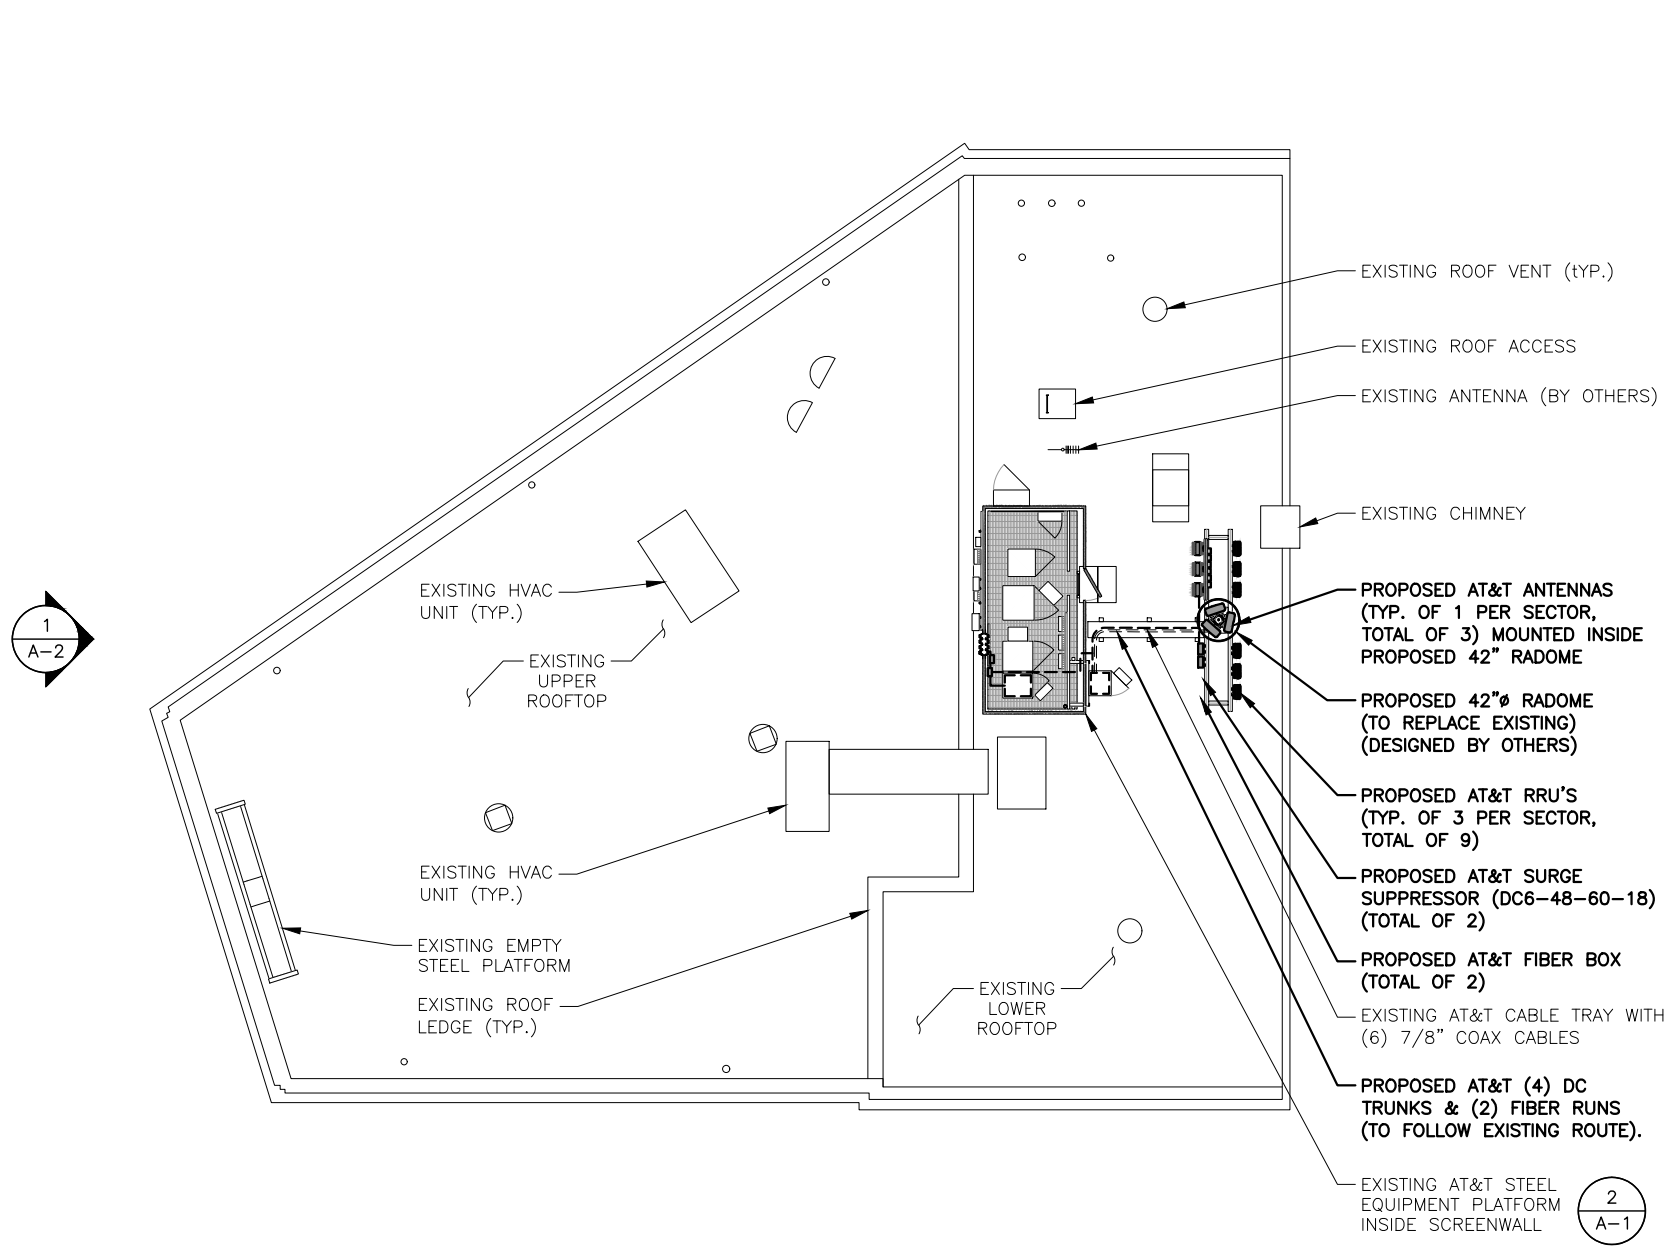 EXISTING ROOF VENT (tYP.)
EXISTING ROOF ACCESS
EXISTING ANTENNA (BY OTHERS)
EXISTING CHIMNEY
PROPOSED AT&T ANTENNAS
(TYP. OF 1 PER SECTOR,
TOTAL OF 3) MOUNTED INSIDE
PROPOSED 42" RADOME
PROPOSED 42"ø RADOME
(TO REPLACE EXISTING)
(DESIGNED BY OTHERS)
PROPOSED AT&T RRU'S
(TYP. OF 3 PER SECTOR,
TOTAL OF 9)
PROPOSED AT&T SURGE
SUPPRESSOR (DC6-48-60-18)
(TOTAL OF 2)
PROPOSED AT&T FIBER BOX
(TOTAL OF 2)
EXISTING AT&T CABLE TRAY WITH
(6) 7/8" COAX CABLES
PROPOSED AT&T (4) DC
TRUNKS & (2) FIBER RUNS
(TO FOLLOW EXISTING ROUTE).
EXISTING AT&T STEEL
EQUIPMENT PLATFORM
INSIDE SCREENWALL
2
A-1
1
A-2
EXISTING HVAC
UNIT (TYP.)
EXISTING
UPPER
ROOFTOP
EXISTING HVAC
UNIT (TYP.)
EXISTING EMPTY
STEEL PLATFORM
EXISTING ROOF
LEDGE (TYP.)
EXISTING
LOWER
ROOFTOP